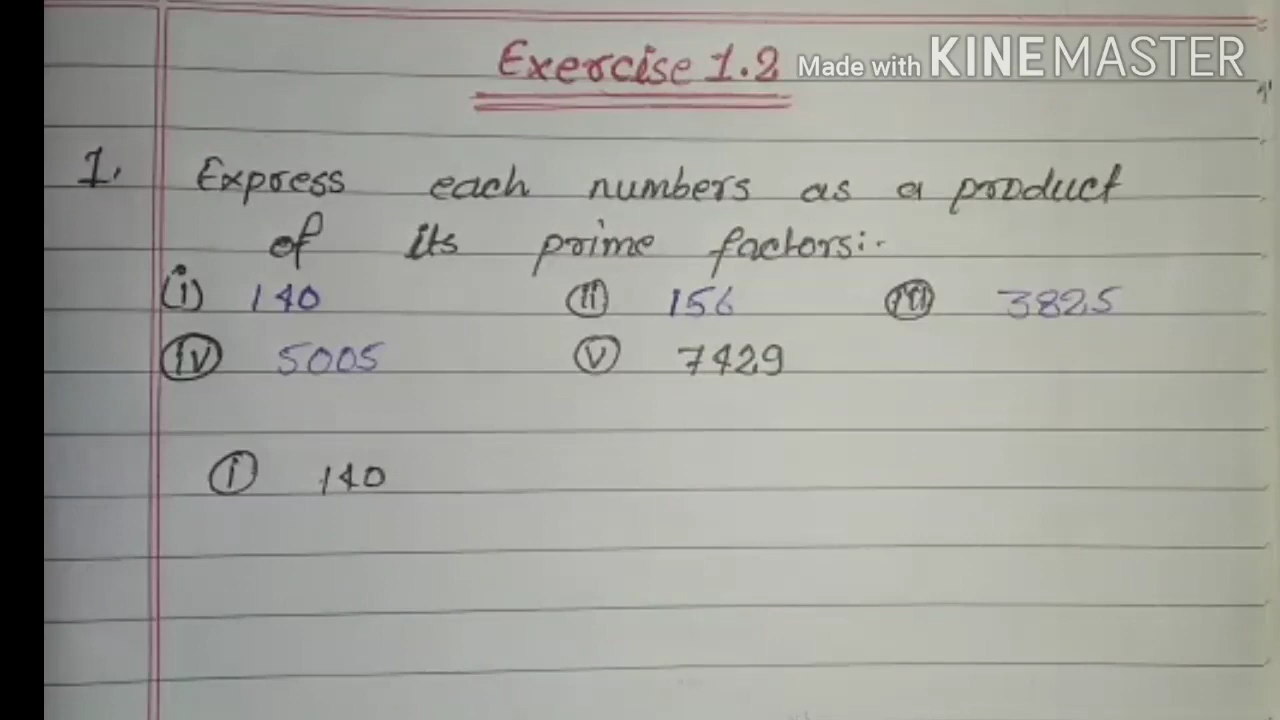 Exercise 1.2
Made with KINEMASTER
1. Express each numbers as a product
of its prime factors:-
(i) 140 (ii) 156 (iii) 3825
(iv) 5005 (v) 7429
(i) 140